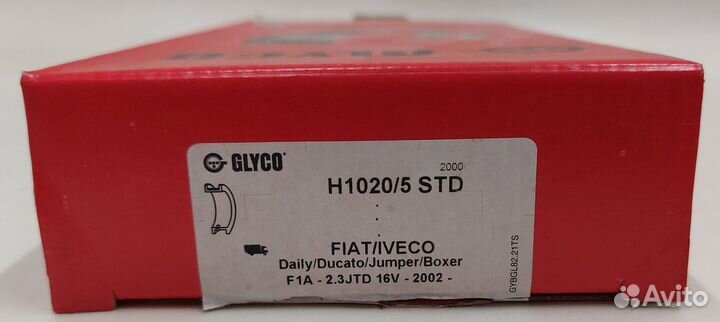 GLYCO
2000
H1020/5 STD
FIAT/IVECO
Daily/Ducato/Jumper/Boxer
F1A - 2.3JTD 16V - 2002 -
GYBGL82.21TS
Avito